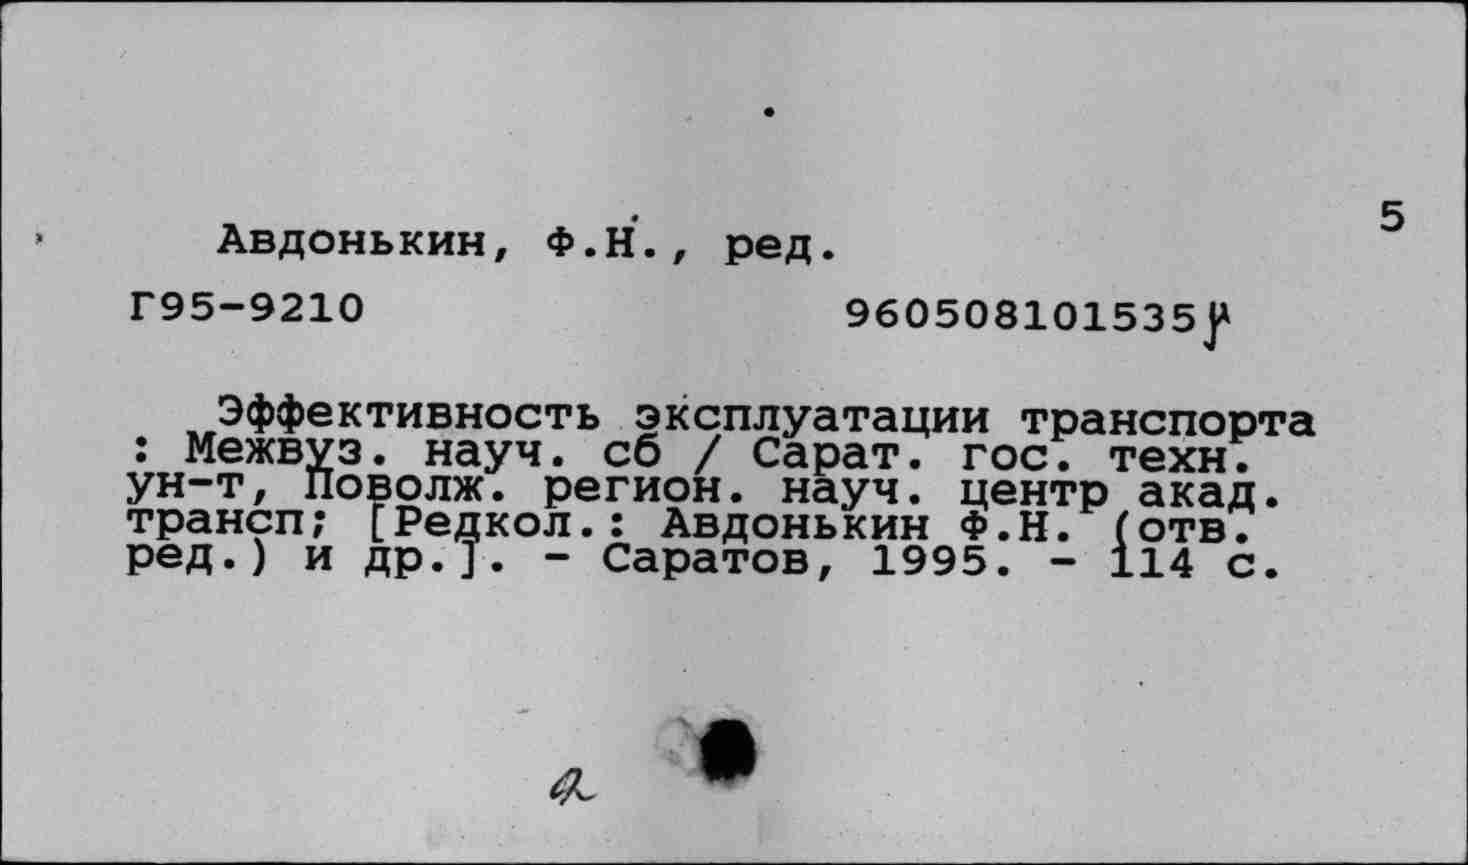 5
Авдонькин, Ф.Н., ред.
Г95-9210 960508101535
Эффективность эксплуатации транспорта
: Межвуз. науч. сб / Сарат. гос. техн.
ун-т, Поволж. регион. науч. центр акад.
трансп; [Редкол.: Авдонькин Ф.Н. (отв.
ред.) и др.]. - Саратов, 1995. - 114 с.